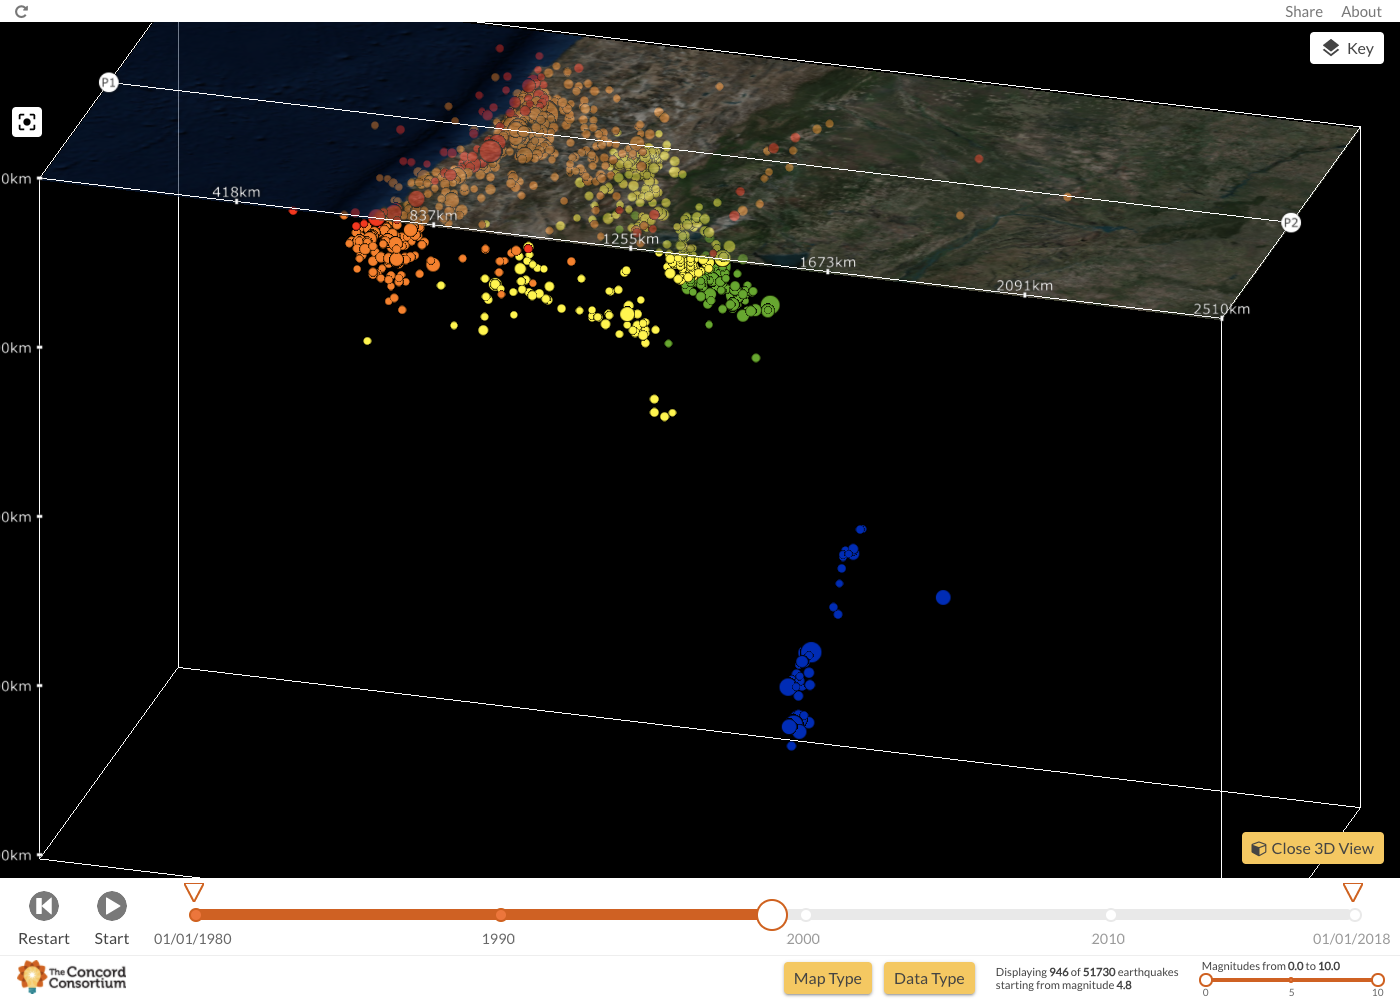 Share About
Key
P1
0km
418km
837km
1255km
1673km
2091km
2510km
P2
0km
0km
0km
0km
Close 3D View
Restart
Start
01/01/1980
1990
2000
2010
01/01/2018
The Concord
Consortium
Map Type
Data Type
Displaying 946 of 51730 earthquakes
starting from magnitude 4.8
Magnitudes from 0.0 to 10.0
0 5 10